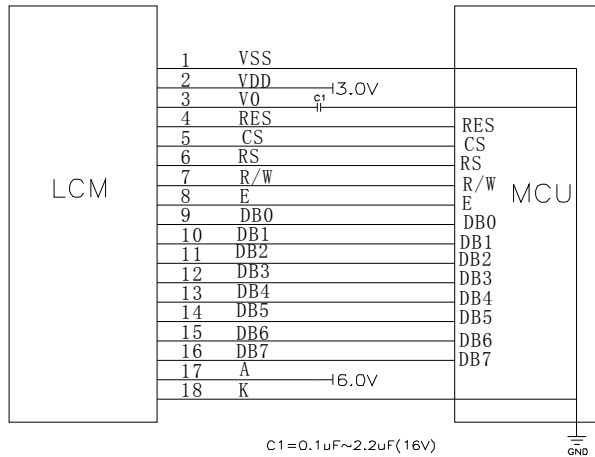 1 VSS
2 VDD 3.0V
3 V0 C1
4 RES RES
5 CS CS
6 RS RS
7 R/W R/W
8 E E
9 DB0 DB0
10 DB1 DB1
11 DB2 DB2
12 DB3 DB3
13 DB4 DB4
14 DB5 DB5
15 DB6 DB6
16 DB7 DB7
17 A 6.0V
18 K
LCM
MCU
C1=0.1uF~2.2uF(16V)
GND